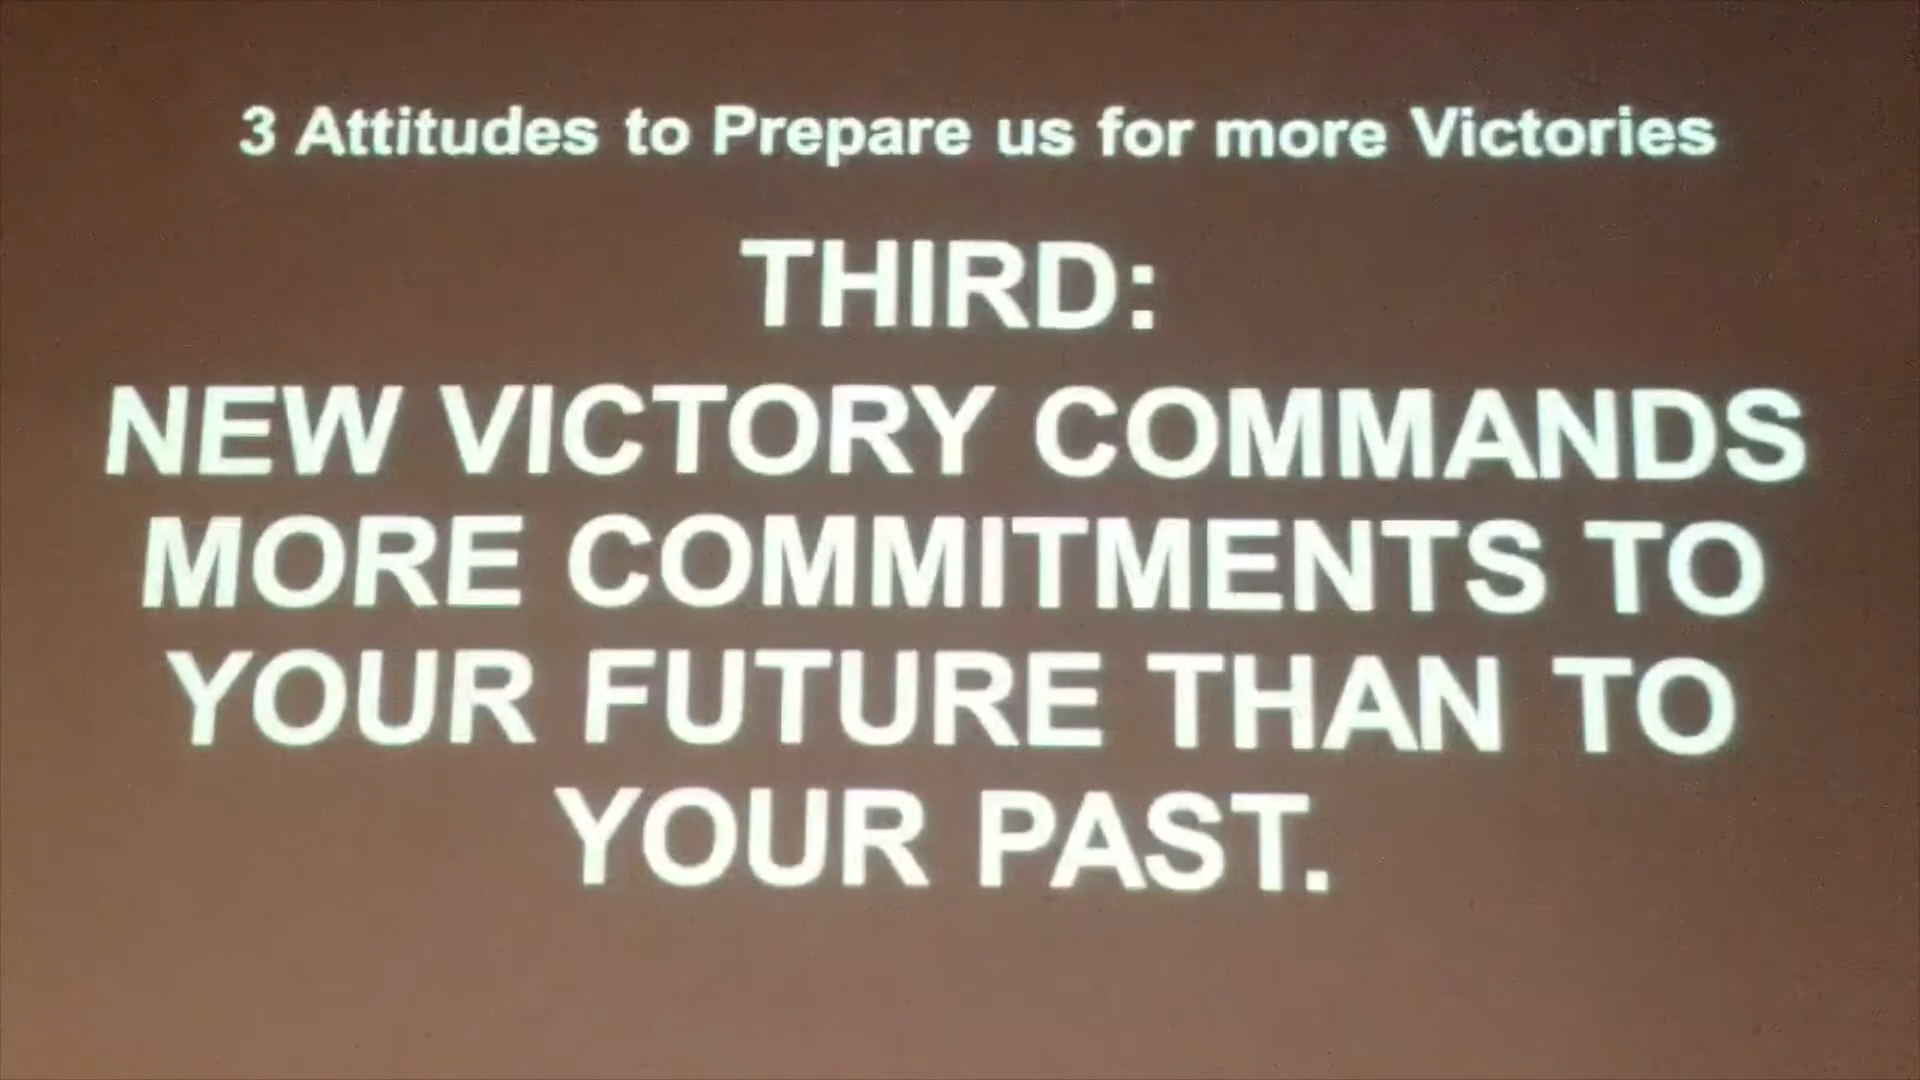 3 Attitudes to Prepare us for more Victories
THIRD:
NEW VICTORY COMMANDS
MORE COMMITMENTS TO
YOUR FUTURE THAN TO
YOUR PAST.